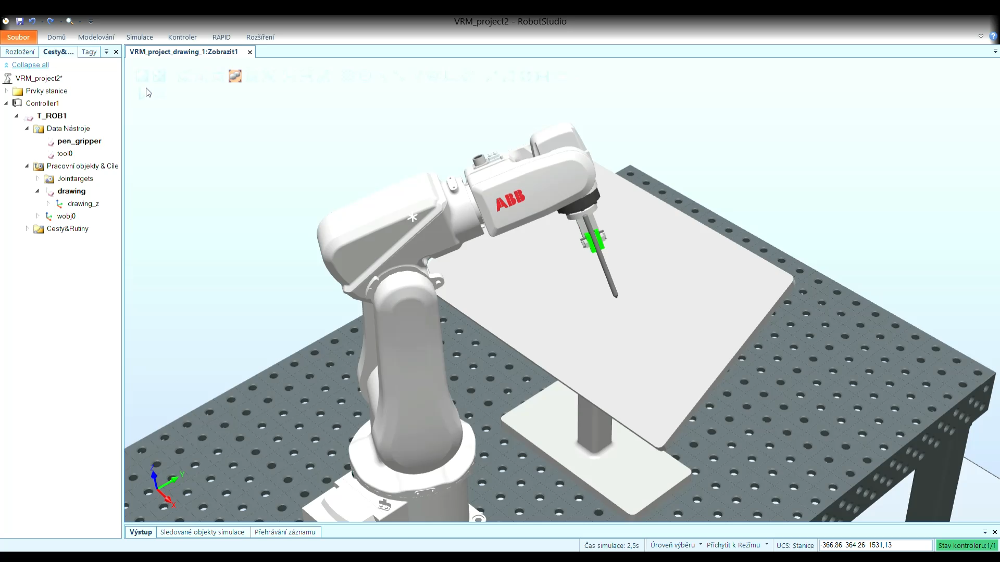 VRM_project2 - RobotStudio
Soubor Domů Modelování Simulace Kontroler RAPID Rozšíření
Rozložení Cesty&... Tagy
VRM_project_drawing_1:Zobrazit1
Collapse all
VRM_project2*
Prvky stanice
Controller1
T_ROB1
Data Nástroje
pen_gripper
tool0
Pracovní objekty & Cíle
Jointtargets
drawing
drawing_z
wobj0
Cesty&Rutiny
ABB
Z
Y
X
Výstup Sledované objekty simulace Přehrávání záznamu
Čas simulace: 2,5s Úroveň výběru Přichytit k Režimu UCS: Stanice -366,86 364,26 1531,13 Stav kontroleru:1/1